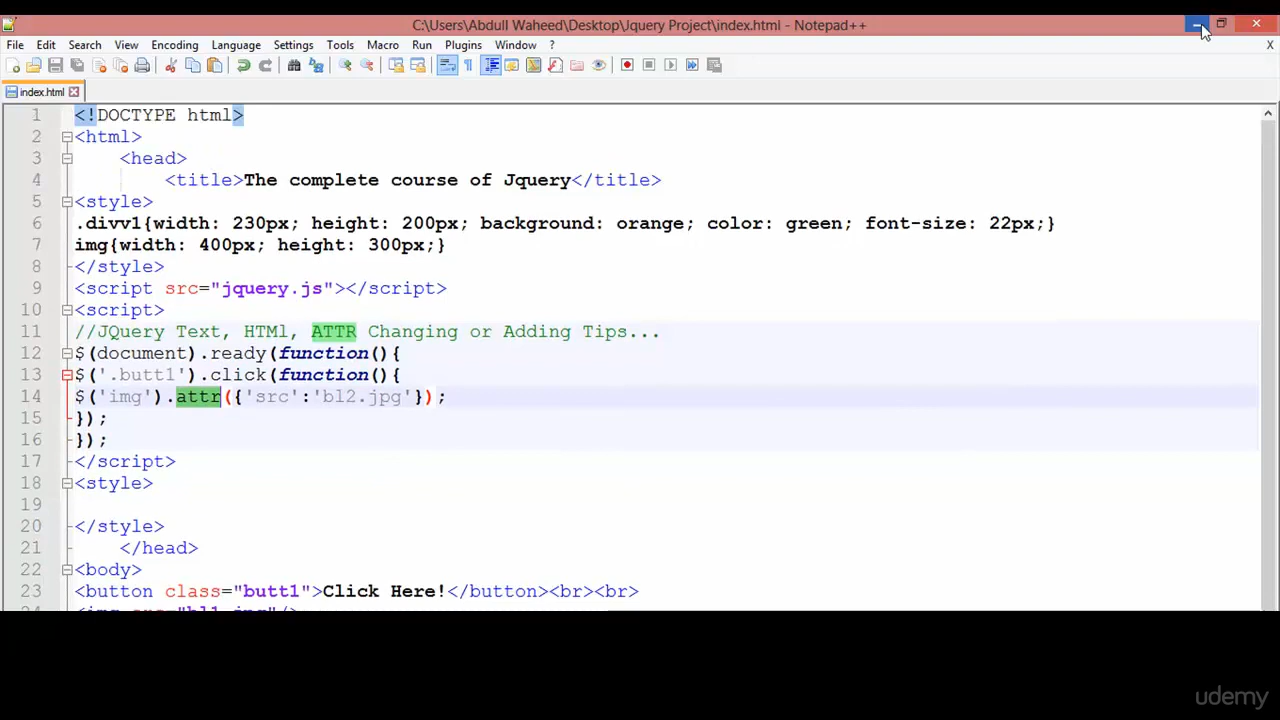 C:\Users\Abdull Waheed\Desktop\Jquery Project\index.html - Notepad++
File Edit Search View Encoding Language Settings Tools Macro Run Plugins Window ? X
index.html
1 <!DOCTYPE html>
2 <html>
3 <head>
4 <title>The complete course of Jquery</title>
5 <style>
6 .divv1{width: 230px; height: 200px; background: orange; color: green; font-size: 22px;}
7 img{width: 400px; height: 300px;}
8 </style>
9 <script src="jquery.js"></script>
10 <script>
11 //JQuery Text, HTMl, ATTR Changing or Adding Tips...
12 $(document).ready(function(){
13 $('.butt1').click(function(){
14 $('img').attr({'src':'bl2.jpg'});
15 });
16 });
17 </script>
18 <style>
19
20 </style>
21 </head>
22 <body>
23 <button class="butt1">Click Here!</button><br><br>
24 <img src="bl1.jpg"/>
udemy